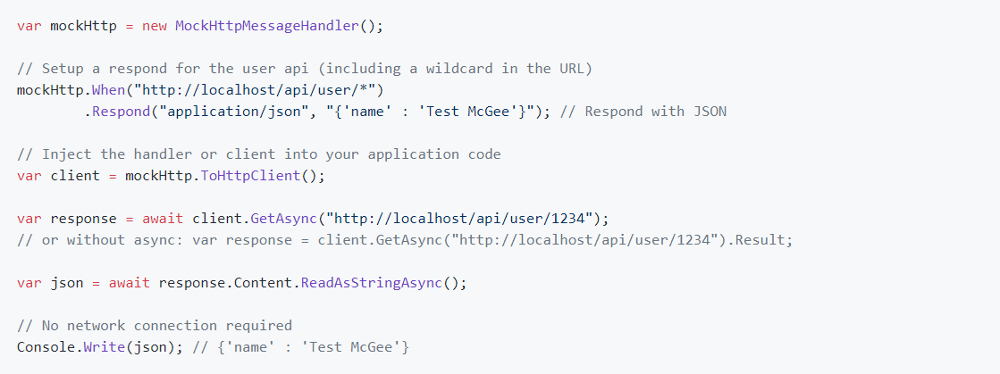 var mockHttp = new MockHttpMessageHandler();
// Setup a respond for the user api (including a wildcard in the URL)
mockHttp.When("http://localhost/api/user/*")
.Respond("application/json", "{'name' : 'Test McGee'}"); // Respond with JSON
// Inject the handler or client into your application code
var client = mockHttp.ToHttpClient();
var response = await client.GetAsync("http://localhost/api/user/1234");
// or without async: var response = client.GetAsync("http://localhost/api/user/1234").Result;
var json = await response.Content.ReadAsStringAsync();
// No network connection required
Console.Write(json); // {'name' : 'Test McGee'}